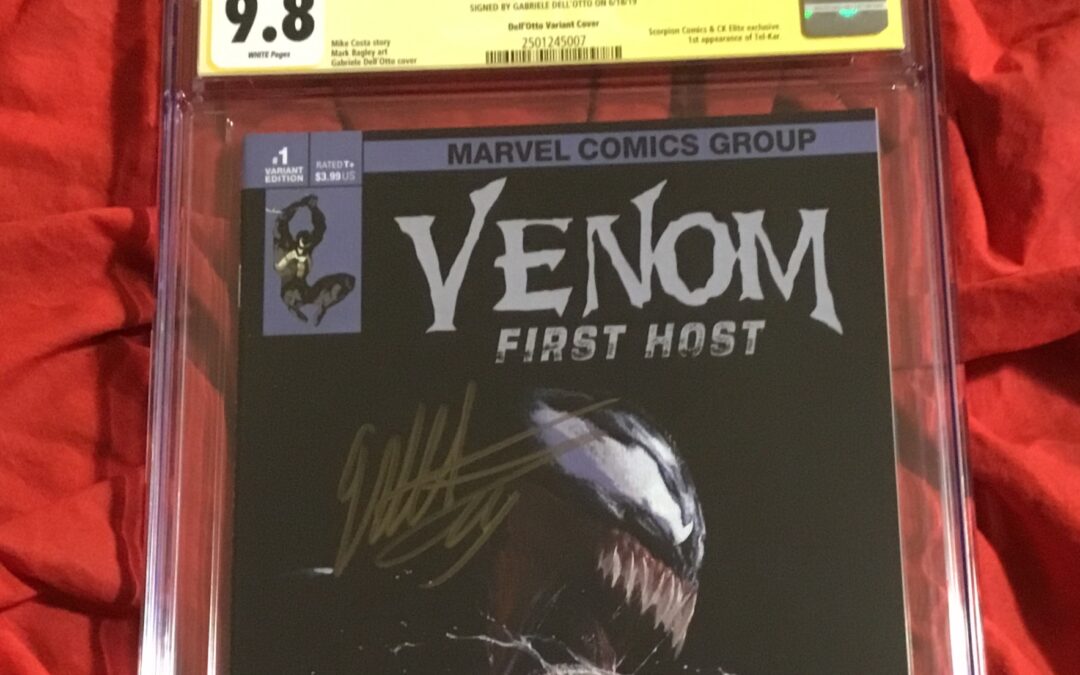 9.8
WHITE Pages
SIGNED BY GABRIELE DELL'OTTO ON 6/18/19
Dell'Otto Variant Cover
2501245007
Mike Costa story
Mark Bagley art
Gabriele Dell'Otto cover
Scorpion Comics & CK Elite exclusive
1st appearance of Tel-Kar.
#1
VARIANT
EDITION
RATED T+
$3.99 US
MARVEL COMICS GROUP
VENOM
FIRST HOST